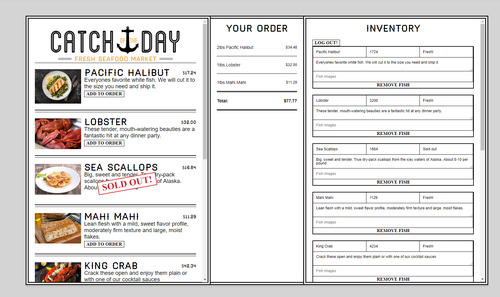 CATCH OF THE DAY
FRESH SEAFOOD MARKET
PACIFIC HALIBUT $17.24
Everyones favorite white fish. We will cut it
to the size you need and ship it.
ADD TO ORDER
LOBSTER $32.00
These tender, mouth-watering beauties are a
fantastic hit at any dinner party.
ADD TO ORDER
SEA SCALLOPS $16.84
Big, sweet and tender. True dry-pack
of Alaska.
SOLD OUT!
MAHI MAHI $11.29
Lean flesh with a mild, sweet flavor profile,
moderately firm texture and large, moist
flakes.
ADD TO ORDER
KING CRAB $42.34
Crack these open and enjoy them plain or
with one of our cocktail sauces
YOUR ORDER
2lbs Pacific Halibut $34.48
1lbs Lobster $32.00
1lbs Mahi Mahi $11.29
Total: $77.77
INVENTORY
LOG OUT!
Pacific Halibut 1724 Fresh!
Everyones favorite white fish. We will cut it to the size you need and ship it.
Fish images
REMOVE FISH
Lobster 3200 Fresh!
These tender, mouth-watering beauties are a fantastic hit at any dinner party.
Fish images
REMOVE FISH
Sea Scallops 1684 Sold out!
Big, sweet and tender. True dry-pack scallops from the icey waters of Alaska. About 8-10 per
pound
Fish images
REMOVE FISH
Mahi Mahi 1129 Fresh!
Lean flesh with a mild, sweet flavor profile, moderately firm texture and large, moist flakes.
Fish images
REMOVE FISH
King Crab 4234 Fresh!
Crack these open and enjoy them plain or with one of our cocktail sauces
Fish images
REMOVE FISH